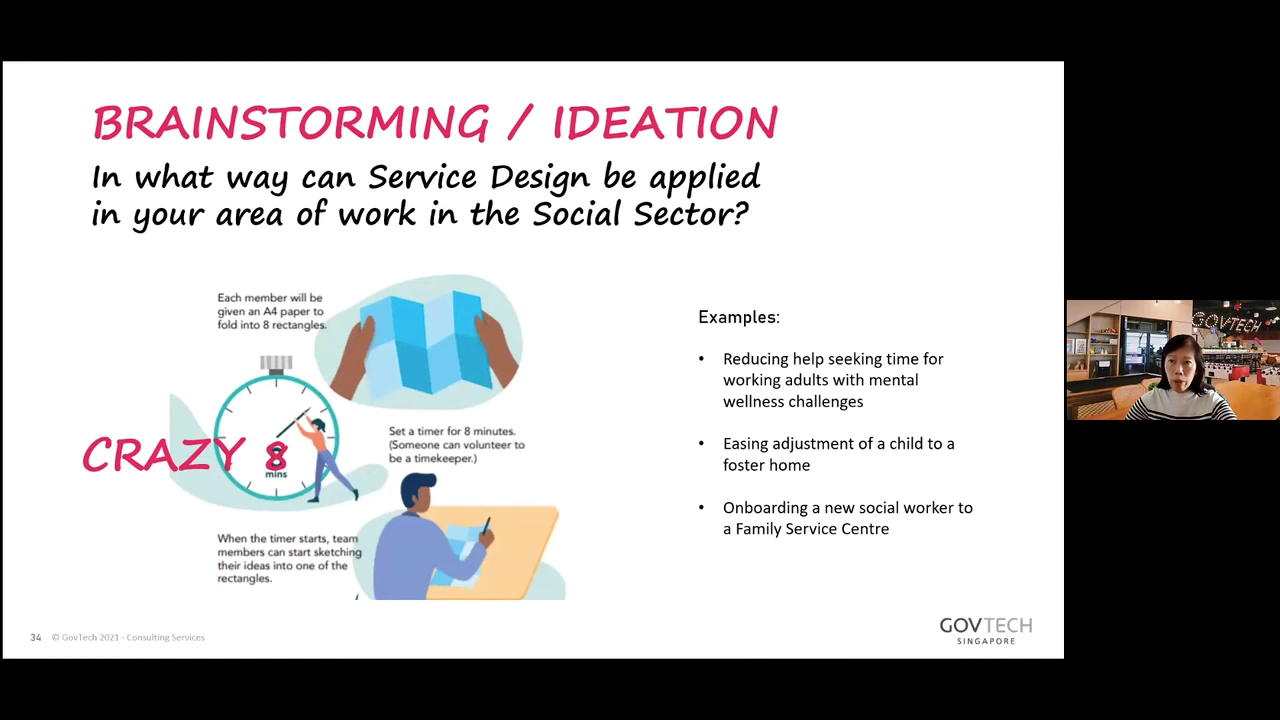 BRAINSTORMING / IDEATION
In what way can Service Design be applied
in your area of work in the Social Sector?
Each member will be
given an A4 paper to
fold into 8 rectangles.
CRAZY 8
mins
Set a timer for 8 minutes.
(Someone can volunteer to
be a timekeeper.)
When the timer starts, team
members can start sketching
their ideas into one of the
rectangles.
Examples:
• Reducing help seeking time for
working adults with mental
wellness challenges
• Easing adjustment of a child to a
foster home
• Onboarding a new social worker to
a Family Service Centre
34 © GovTech 2021 - Consulting Services
GOVTECH
SINGAPORE
GOVTECH